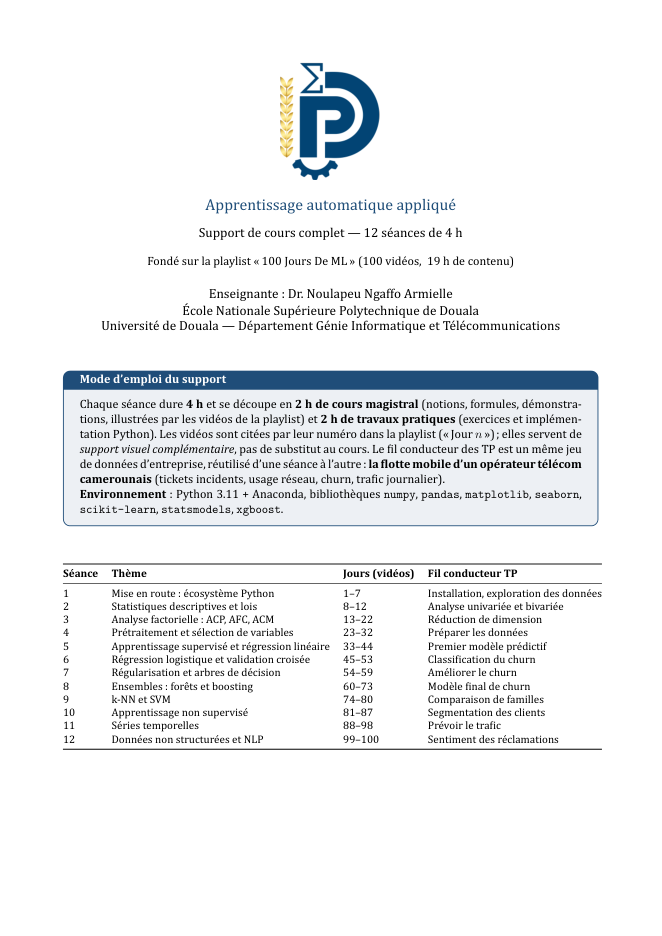 Apprentissage automatique appliqué
Support de cours complet — 12 séances de 4 h
Fondé sur la playlist « 100 Jours De ML » (100 vidéos, 19 h de contenu)
Enseignante : Dr. Noulapeu Ngaffo Armielle
École Nationale Supérieure Polytechnique de Douala
Université de Douala — Département Génie Informatique et Télécommunications
Mode d'emploi du support
Chaque séance dure 4 h et se découpe en 2 h de cours magistral (notions, formules, démonstra-
tions, illustrées par les vidéos de la playlist) et 2 h de travaux pratiques (exercices et implémen-
tation Python). Les vidéos sont citées par leur numéro dans la playlist (« Jour n ») ; elles servent de
support visuel complémentaire, pas de substitut au cours. Le fil conducteur des TP est un même jeu
de données d'entreprise, réutilisé d'une séance à l'autre : la flotte mobile d'un opérateur télécom
camerounais (tickets incidents, usage réseau, churn, trafic journalier).
Environnement : Python 3.11 + Anaconda, bibliothèques numpy, pandas, matplotlib, seaborn,
scikit-learn, statsmodels, xgboost.
Séance Thème Jours (vidéos) Fil conducteur TP
1 Mise en route : écosystème Python 1–7 Installation, exploration des données
2 Statistiques descriptives et lois 8–12 Analyse univariée et bivariée
3 Analyse factorielle : ACP, AFC, ACM 13–22 Réduction de dimension
4 Prétraitement et sélection de variables 23–32 Préparer les données
5 Apprentissage supervisé et régression linéaire 33–44 Premier modèle prédictif
6 Régression logistique et validation croisée 45–53 Classification du churn
7 Régularisation et arbres de décision 54–59 Améliorer le churn
8 Ensembles : forêts et boosting 60–73 Modèle final de churn
9 k-NN et SVM 74–80 Comparaison de familles
10 Apprentissage non supervisé 81–87 Segmentation des clients
11 Séries temporelles 88–98 Prévoir le trafic
12 Données non structurées et NLP 99–100 Sentiment des réclamations